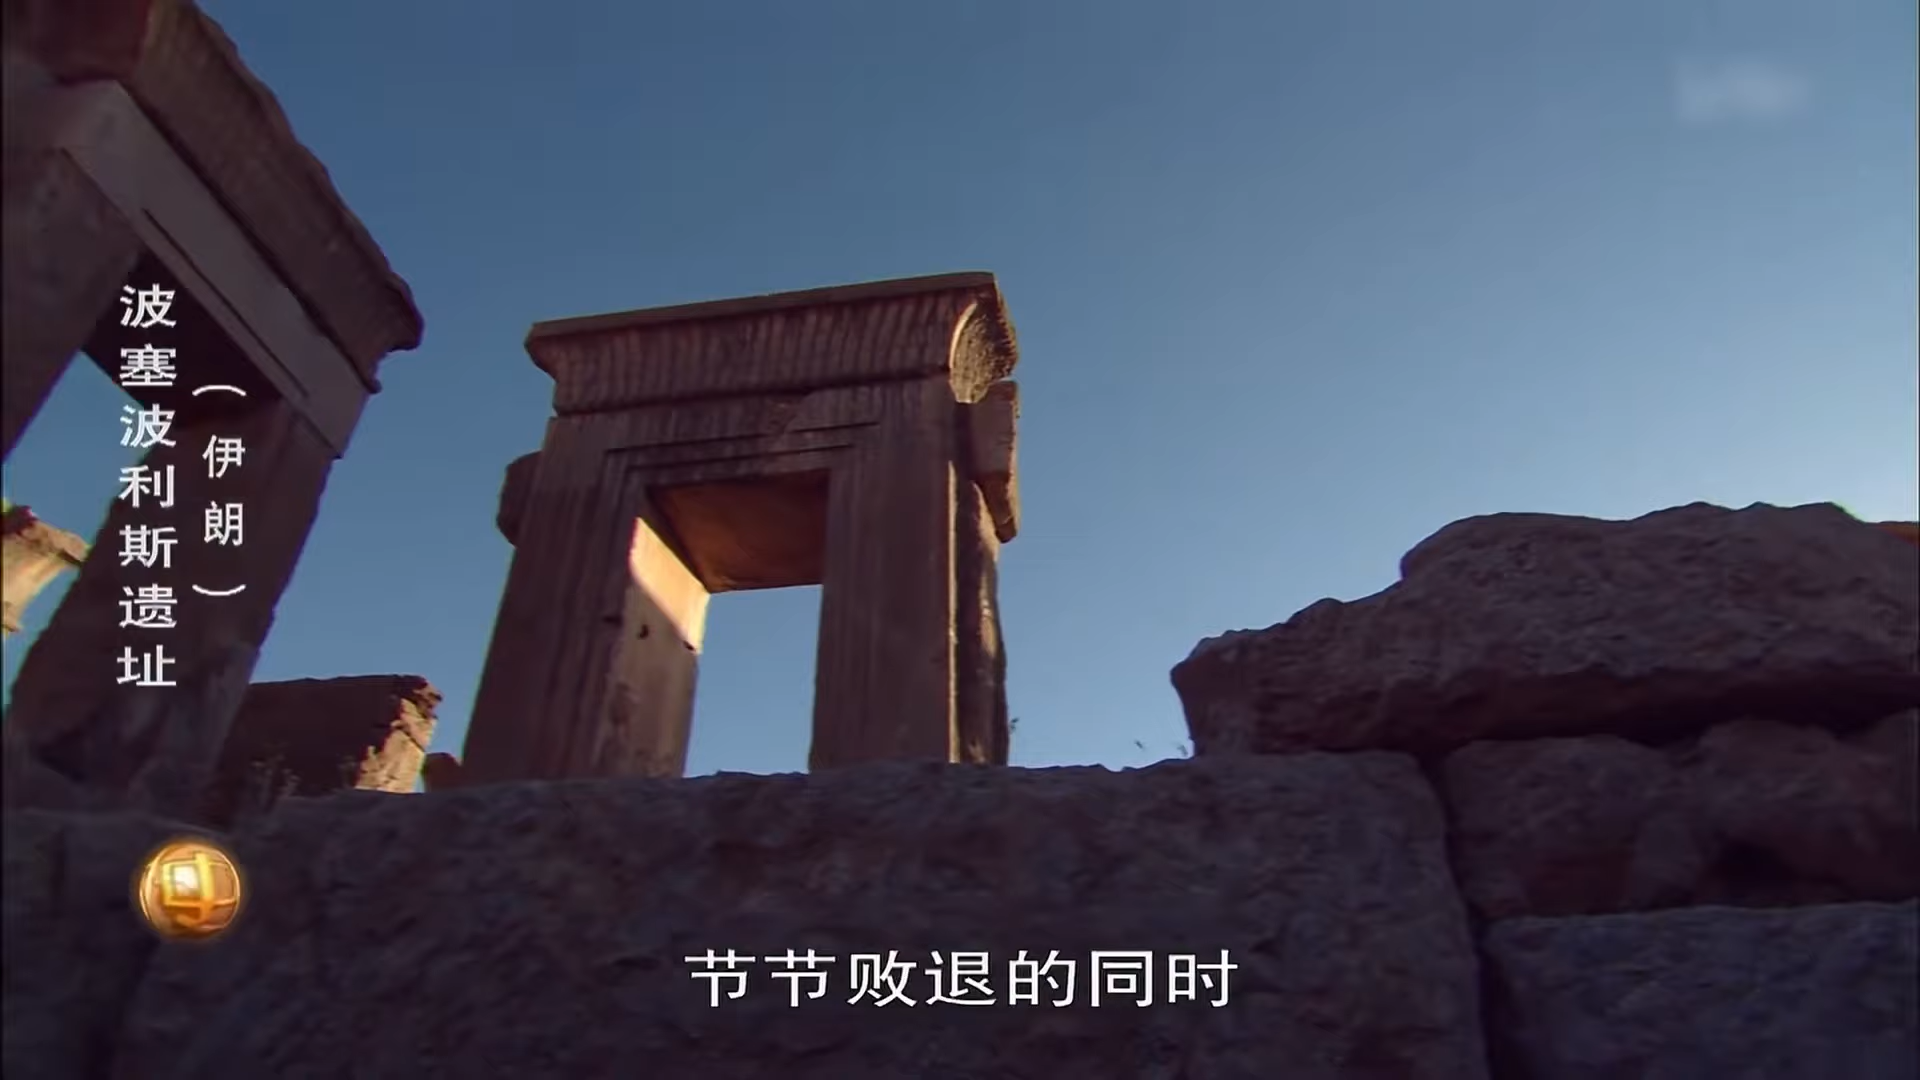 波塞波利斯遗址
（伊朗）
节节败退的同时